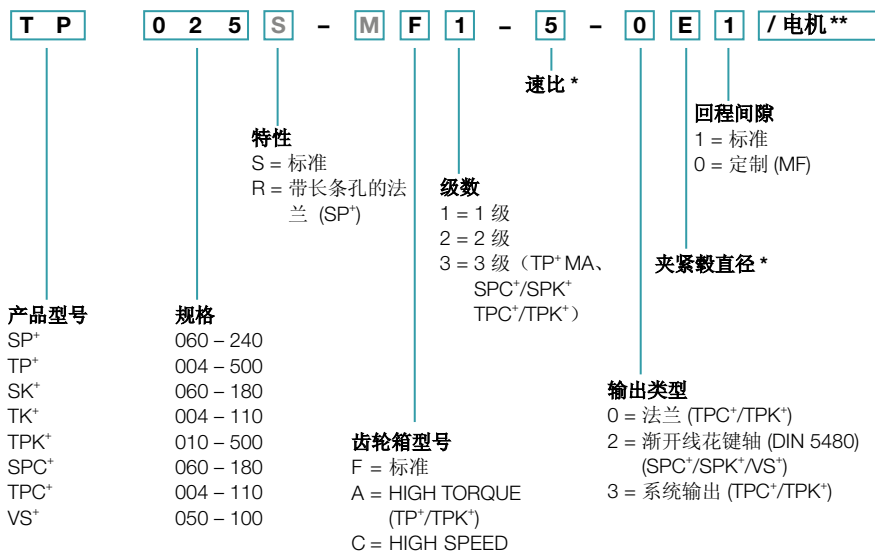 T P 0 2 5 S – M F 1 – 5 – 0 E 1 / 电机**
速比 *
回程间隙
1 = 标准
0 = 定制 (MF)
特性
S = 标准
R = 带长条孔的法
兰 (SP⁺)
级数
1 = 1 级
2 = 2 级
3 = 3 级（TP⁺ MA、
SPC⁺/SPK⁺
TPC⁺/TPK⁺）
夹紧毂直径 *
产品型号
SP⁺
TP⁺
SK⁺
TK⁺
TPK⁺
SPC⁺
TPC⁺
VS⁺
规格
060 – 240
004 – 500
060 – 180
004 – 110
010 – 500
060 – 180
004 – 110
050 – 100
齿轮箱型号
F = 标准
A = HIGH TORQUE
(TP⁺/TPK⁺)
C = HIGH SPEED
输出类型
0 = 法兰 (TPC⁺/TPK⁺)
2 = 渐开线花键轴 (DIN 5480)
(SPC⁺/SPK⁺/VS⁺)
3 = 系统输出 (TPC⁺/TPK⁺)